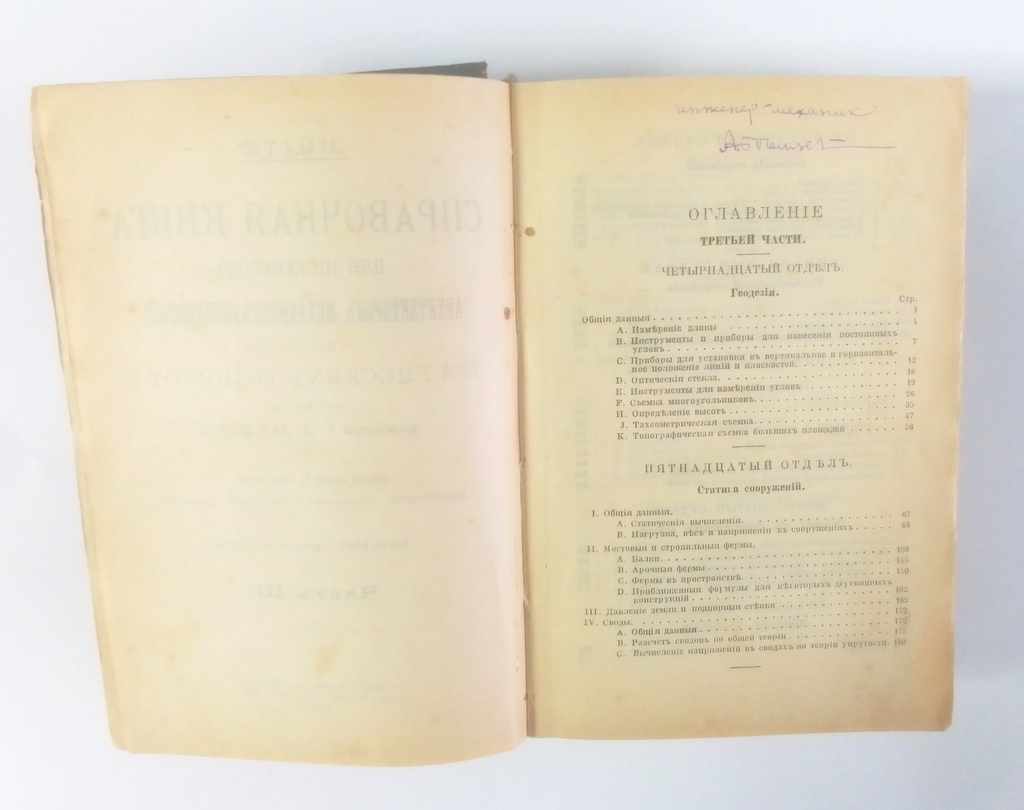 инженер-механик
ОГЛАВЛЕНІЕ
ТРЕТЬЕЙ ЧАСТИ.
ЧЕТЫРНАДЦАТЫЙ ОТДѢЛЪ.
Геодезія.
Стр.
Общія данныя . . . 1
A. Измѣреніе длины . . . 4
B. Инструменты и приборы для нанесенія постоянныхъ
угловъ . . . 7
C. Приборы для установки въ вертикальное и горизонталь-
ное положеніе линій и плоскостей. . . . 13
D. Оптическія стекла. . . . 16
E. Инструменты для измѣренія угловъ . . . 19
F. Съемка многоугольниковъ. . . . 26
H. Опредѣленіе высотъ . . . 35
J. Тахеометрическая съемка. . . . 47
K. Топографическая съемка большихъ площадей . . . 58
ПЯТНАДЦАТЫЙ ОТДѢЛЪ.
Статика сооруженій.
I. Общія данныя.
A. Статическія вычисленія. . . . 67
B. Нагрузка, вѣсъ и напряженія въ сооруженіяхъ . . . 68
II. Мостовыя и стропильныя фермы.
A. Балки. . . . 108
B. Арочныя фермы . . . 145
C. Фермы въ пространствѣ. . . . 150
D. Приближенныя формулы для нѣкоторыхъ деревянныхъ
конструкцій . . . 162
III. Давленіе земли и подпорныя стѣнки . . . 165
IV. Своды. . . . 172
A. Общія данныя . . . 172
B. Разсчетъ сводовъ по общей теоріи . . . 175
C. Вычисленіе напряженій въ сводахъ по теоріи упругости. 180